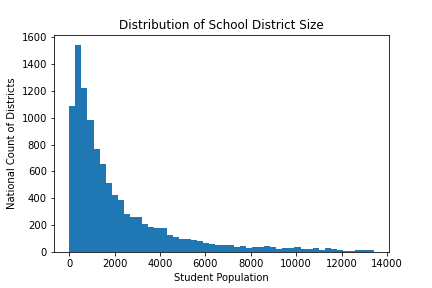 Distribution of School District Size
National Count of Districts
1600
1400
1200
1000
800
600
400
200
0
0 2000 4000 6000 8000 10000 12000 14000
Student Population